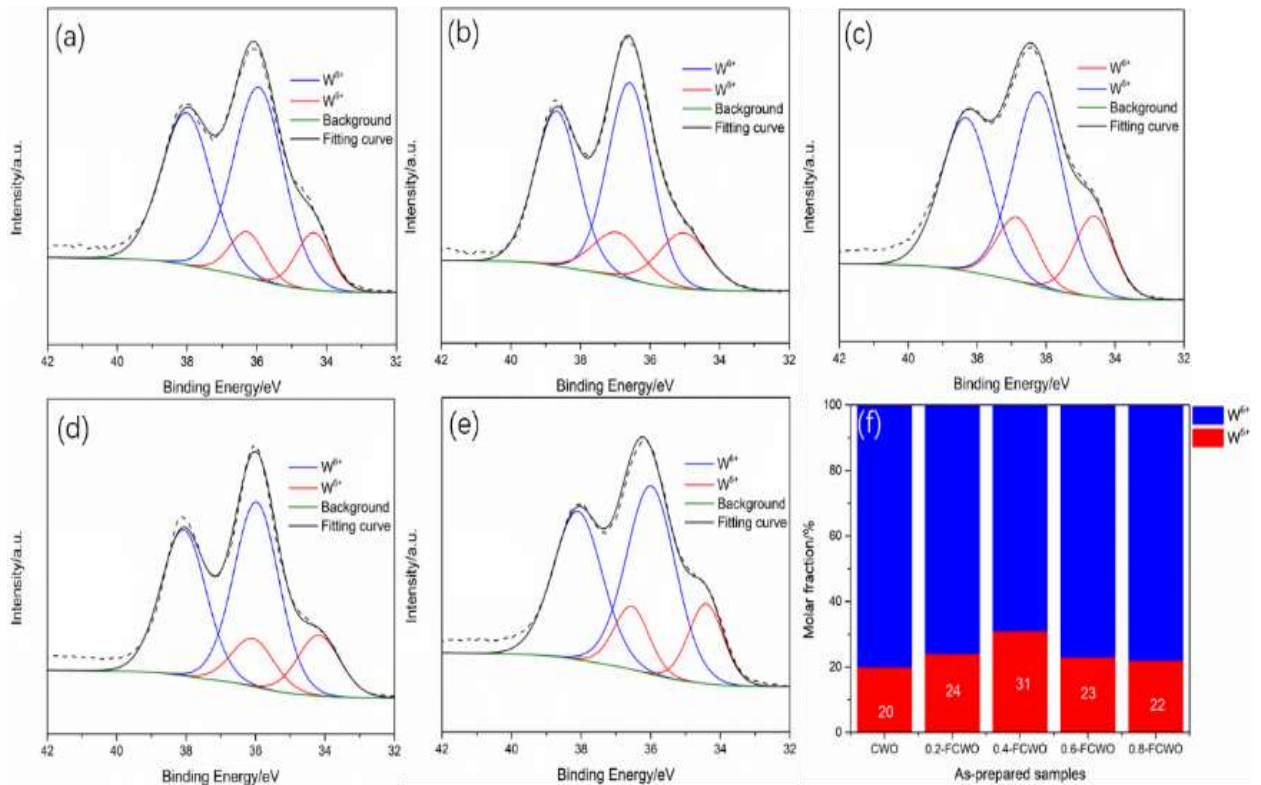 (a)
W⁶⁺
W⁵⁺
Background
Fitting curve
Intensity/a.u.
42 40 38 36 34 32
Binding Energy/eV
(b)
W⁶⁺
W⁵⁺
Background
Fitting curve
Intensity/a.u.
42 40 38 36 34 32
Binding Energy/eV
(c)
W⁵⁺
W⁶⁺
Background
Fitting curve
Intensity/a.u.
42 40 38 36 34 32
Binding Energy/eV
(d)
W⁶⁺
W⁵⁺
Background
Fitting curve
Intensity/a.u.
42 40 38 36 34 32
Binding Energy/eV
(e)
W⁶⁺
W⁵⁺
Background
Fitting curve
Intensity/a.u.
42 40 38 36 34 32
Binding Energy/eV
(f)
W⁶⁺
W⁵⁺
Molar fraction/%
100
80
60
40
20
0
20 24 31 23 22
CWO 0.2-FCWO 0.4-FCWO 0.6-FCWO 0.8-FCWO
As-prepared samples